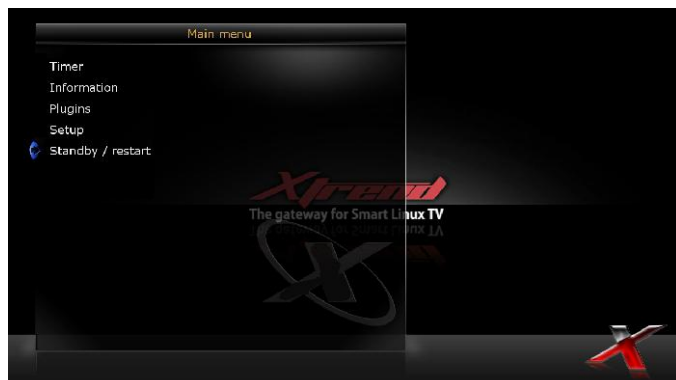 Main menu
Timer
Information
Plugins
Setup
Standby / restart
Xtrend
The gateway for Smart Linux TV